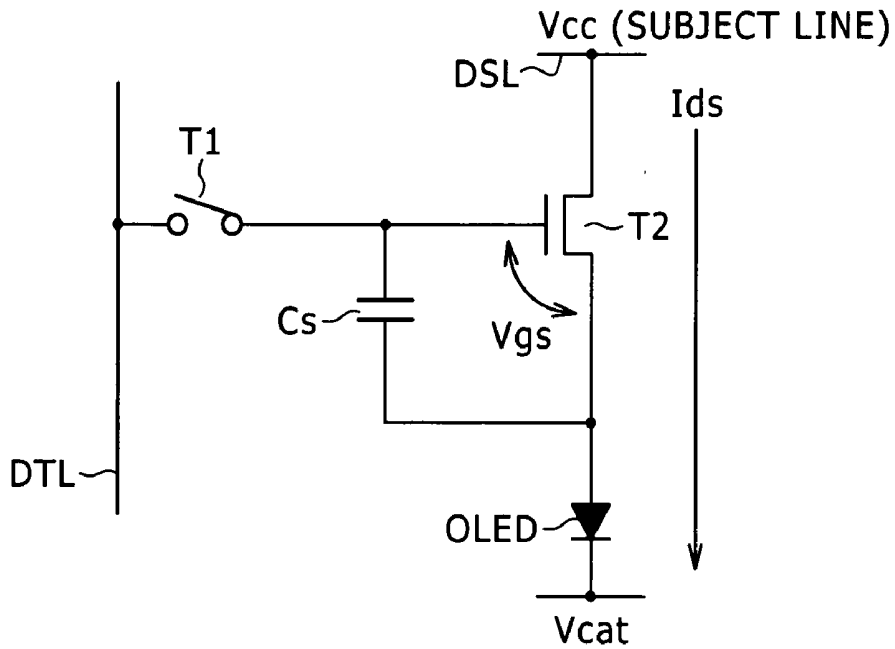 Vcc (SUBJECT LINE)
DSL
Ids
T1
T2
Cs
Vgs
DTL
OLED
Vcat